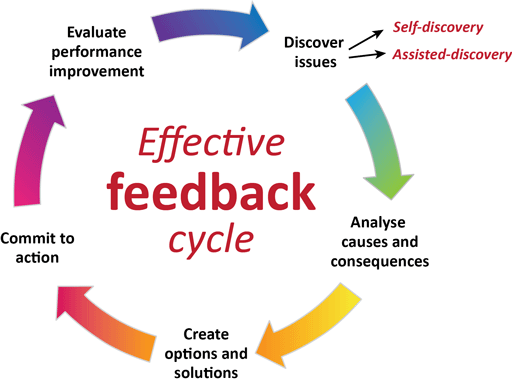 Effective
feedback
cycle
Discover
issues
Self-discovery
Assisted-discovery
Analyse
causes and
consequences
Create
options and
solutions
Commit to
action
Evaluate
performance
improvement